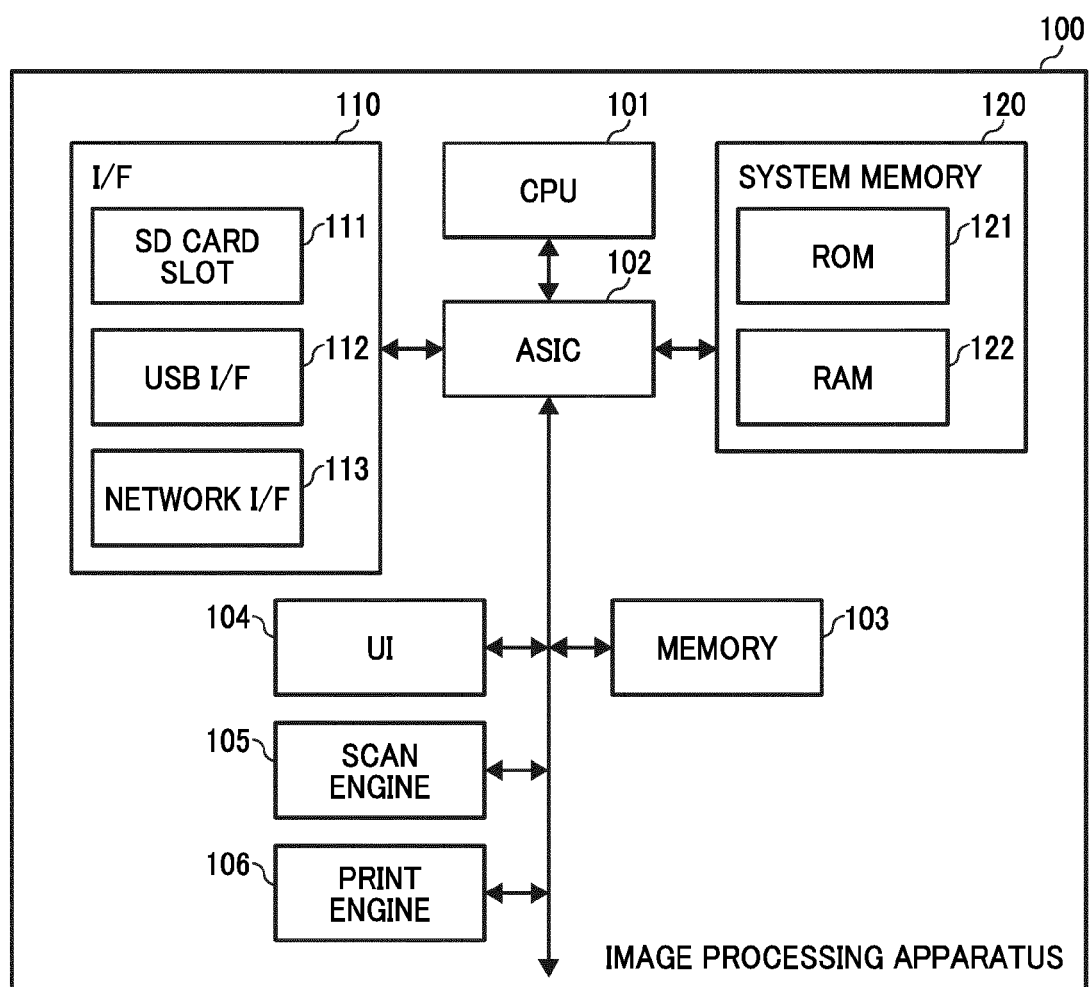 100
110
101
120
I/F
CPU
SYSTEM MEMORY
SD CARD
SLOT
111
ROM
121
102
ASIC
USB I/F
112
RAM
122
NETWORK I/F
113
104
UI
MEMORY
103
105
SCAN
ENGINE
106
PRINT
ENGINE
IMAGE PROCESSING APPARATUS